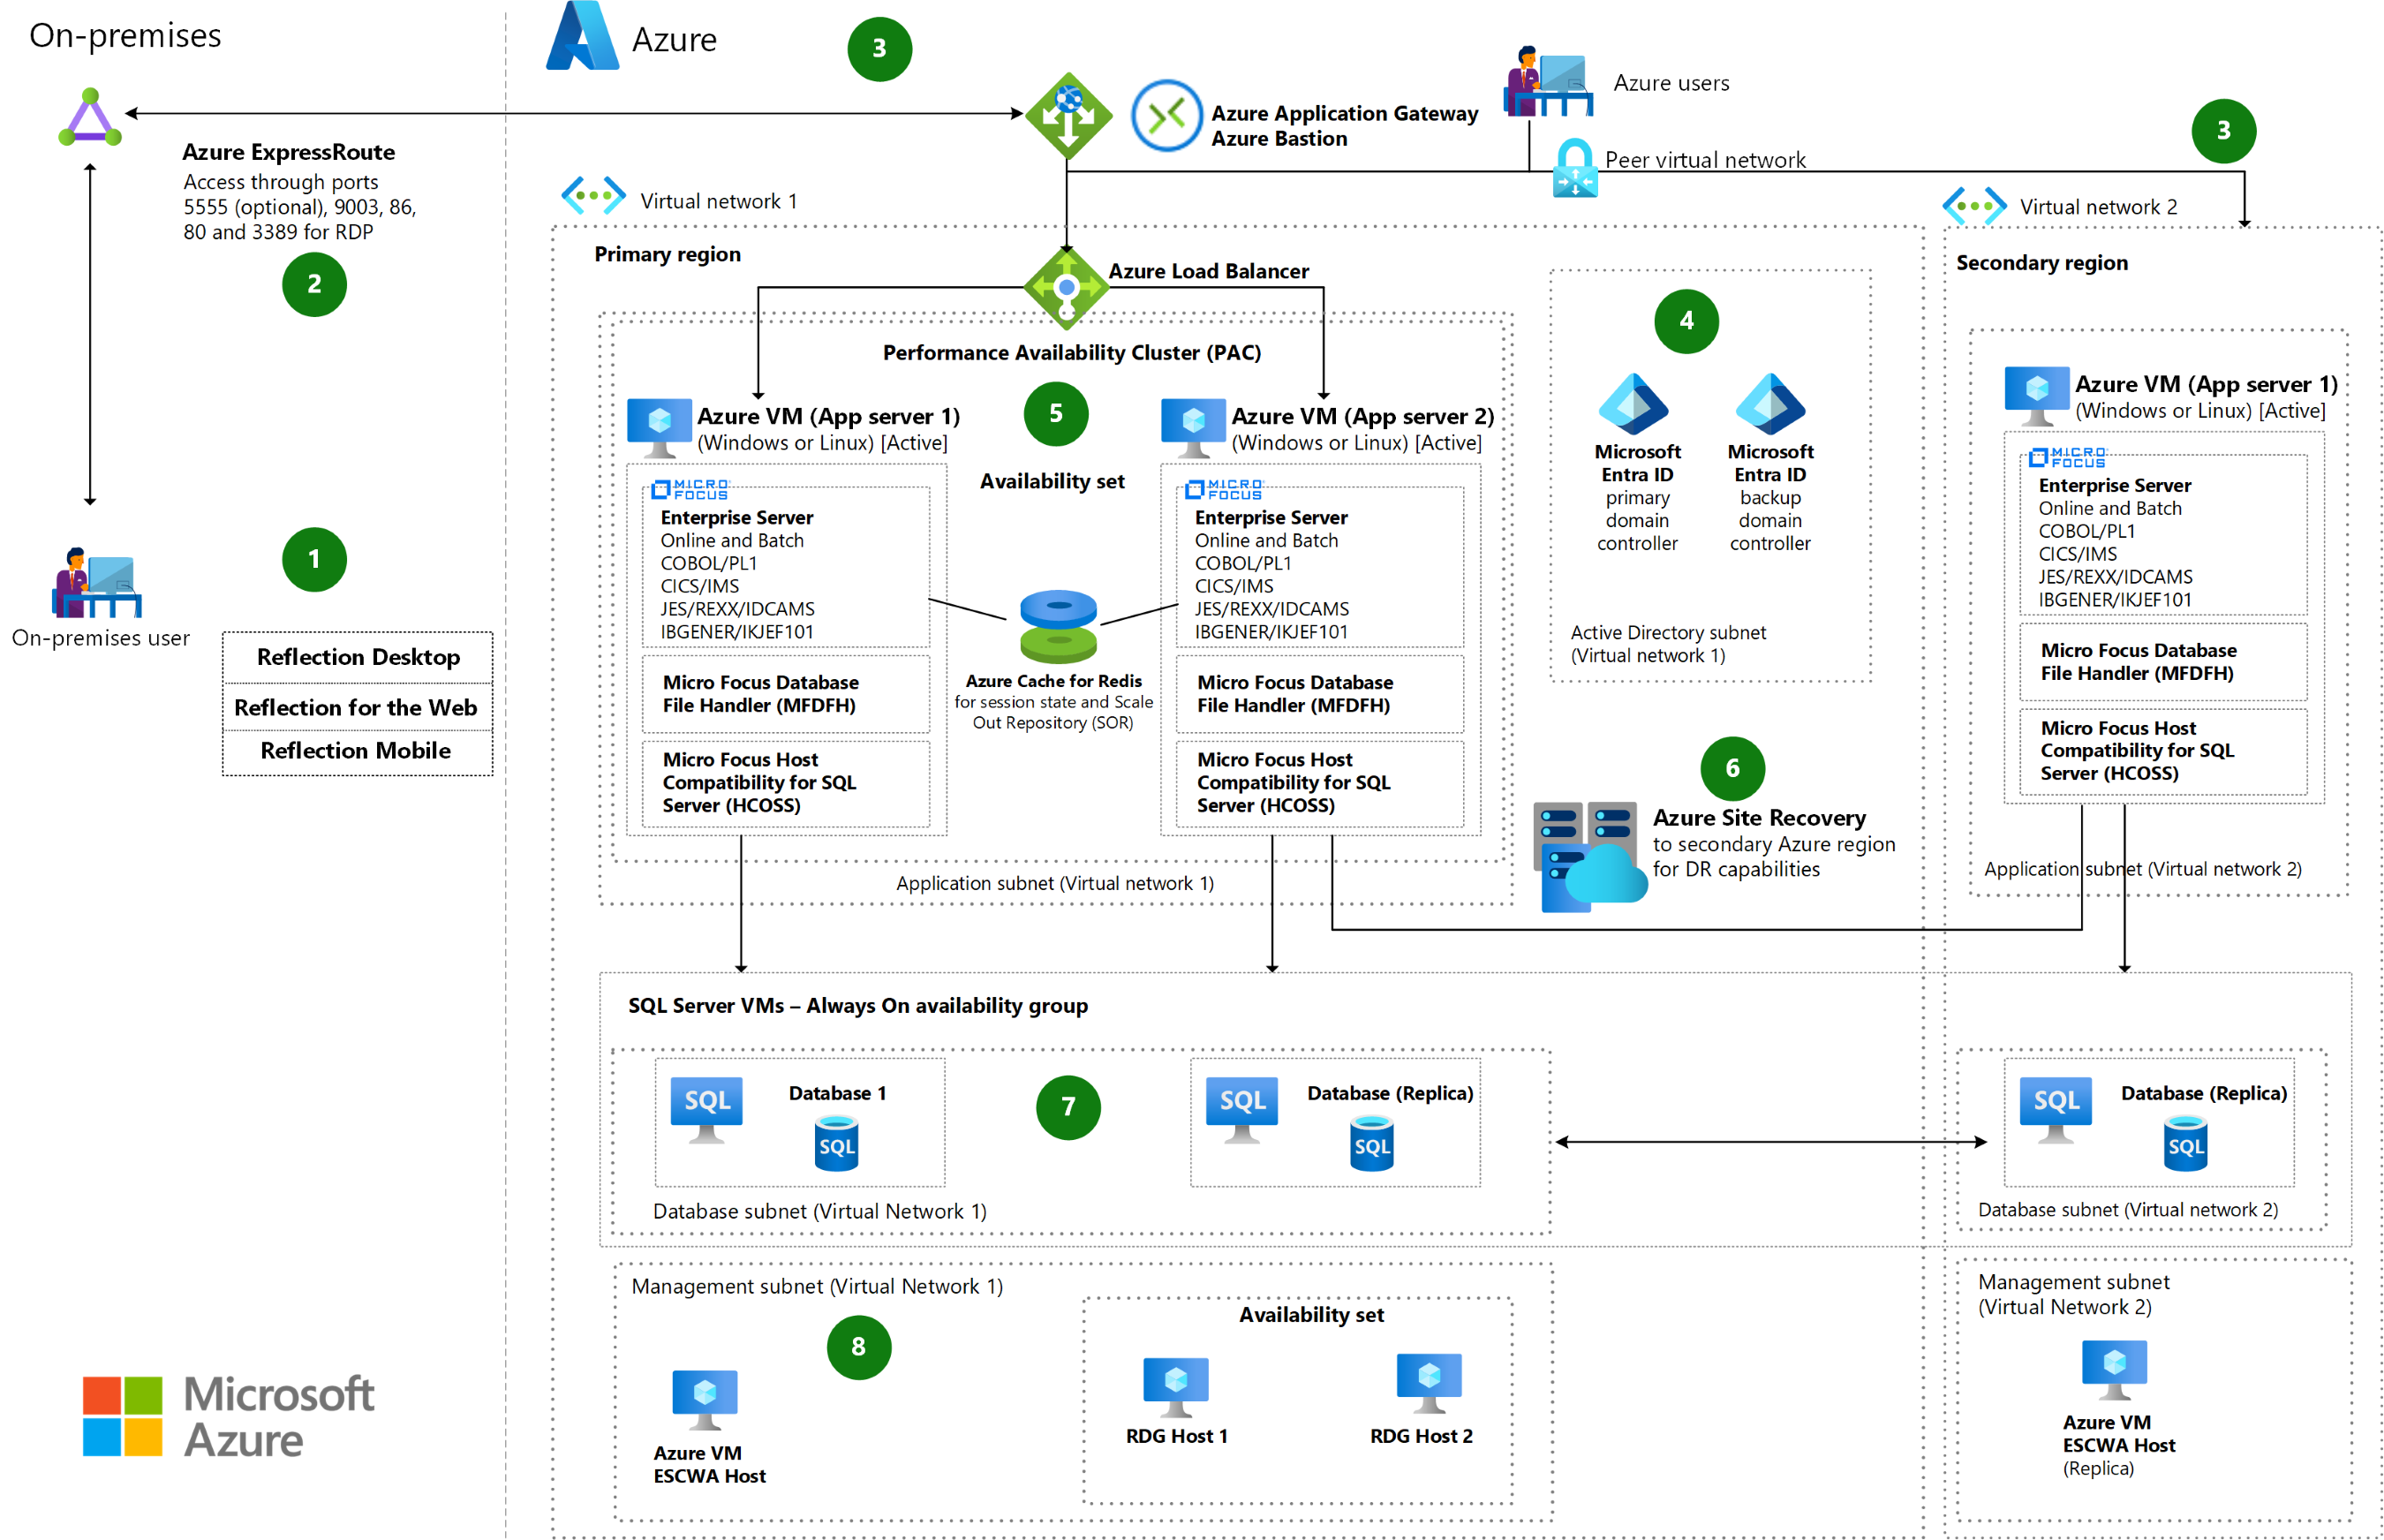 On-premises
Azure
3
Azure Application Gateway
Azure Bastion
Azure users
3
Peer virtual network
Azure ExpressRoute
Access through ports
5555 (optional), 9003, 86,
80 and 3389 for RDP
2
1
On-premises user
Reflection Desktop
Reflection for the Web
Reflection Mobile
Virtual network 1
Primary region
Azure Load Balancer
Performance Availability Cluster (PAC)
Azure VM (App server 1)
(Windows or Linux) [Active]
5
Availability set
Azure VM (App server 2)
(Windows or Linux) [Active]
MICRO
FOCUS
Enterprise Server
Online and Batch
COBOL/PL1
CICS/IMS
JES/REXX/IDCAMS
IBGENER/IKJEF101
Micro Focus Database
File Handler (MFDFH)
Micro Focus Host
Compatibility for SQL
Server (HCOSS)
Azure Cache for Redis
for session state and Scale
Out Repository (SOR)
MICRO
FOCUS
Enterprise Server
Online and Batch
COBOL/PL1
CICS/IMS
JES/REXX/IDCAMS
IBGENER/IKJEF101
Micro Focus Database
File Handler (MFDFH)
Micro Focus Host
Compatibility for SQL
Server (HCOSS)
Application subnet (Virtual network 1)
4
Microsoft
Entra ID
primary
domain
controller
Microsoft
Entra ID
backup
domain
controller
Active Directory subnet
(Virtual network 1)
6
Azure Site Recovery
to secondary Azure region
for DR capabilities
Virtual network 2
Secondary region
Azure VM (App server 1)
(Windows or Linux) [Active]
MICRO
FOCUS
Enterprise Server
Online and Batch
COBOL/PL1
CICS/IMS
JES/REXX/IDCAMS
IBGENER/IKJEF101
Micro Focus Database
File Handler (MFDFH)
Micro Focus Host
Compatibility for SQL
Server (HCOSS)
Application subnet (Virtual network 2)
SQL Server VMs – Always On availability group
SQL
Database 1
SQL
7
SQL
Database (Replica)
SQL
Database subnet (Virtual Network 1)
SQL
Database (Replica)
SQL
Database subnet (Virtual network 2)
Management subnet (Virtual Network 1)
8
Azure VM
ESCWA Host
Availability set
RDG Host 1
RDG Host 2
Management subnet
(Virtual Network 2)
Azure VM
ESCWA Host
(Replica)
Microsoft
Azure